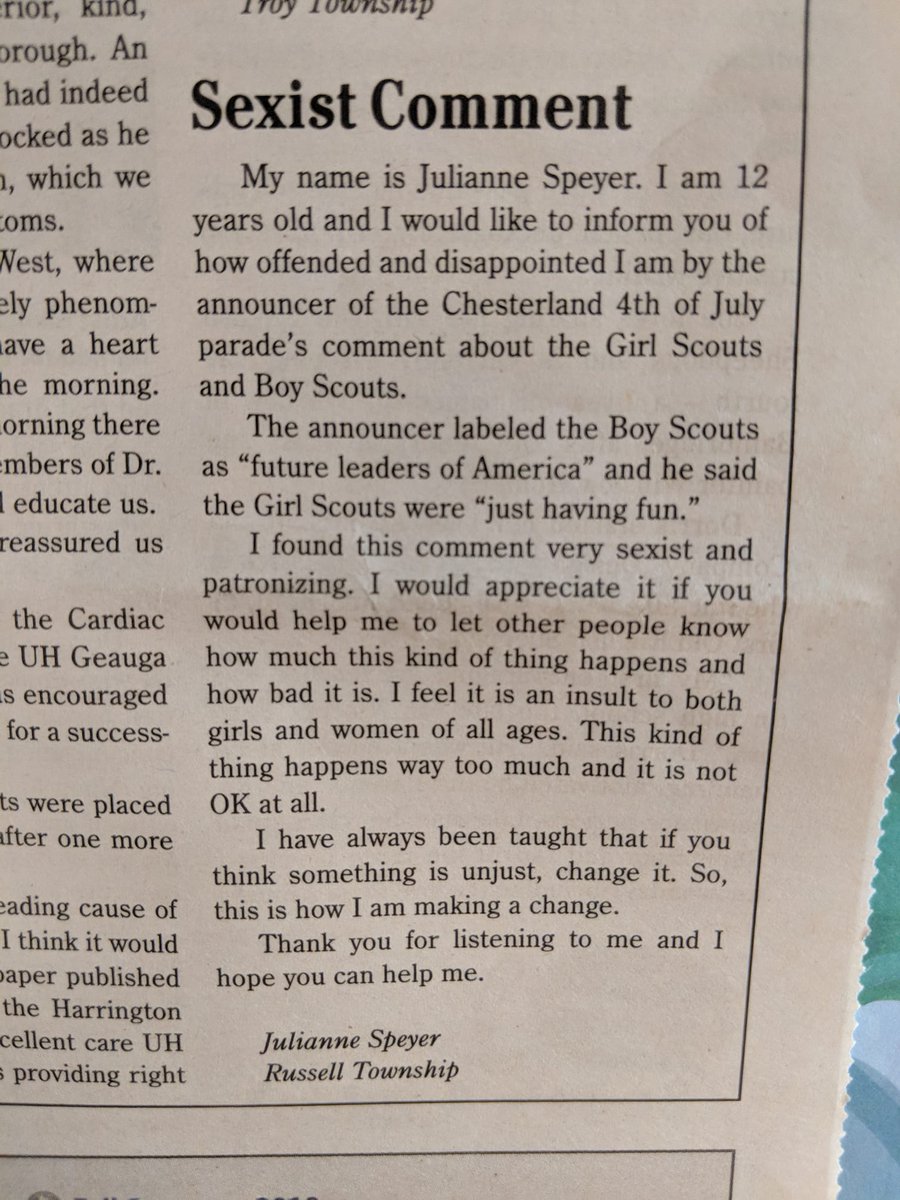 rior, kind,
orough. An
had indeed
ocked as he
n, which we
toms.
West, where
ely phenom-
have a heart
he morning.
orning there
embers of Dr.
l educate us.
reassured us
the Cardiac
e UH Geauga
as encouraged
for a success-
ts were placed
after one more
eading cause of
I think it would
paper published
the Harrington
cellent care UH
s providing right
Troy Township
Sexist Comment
My name is Julianne Speyer. I am 12
years old and I would like to inform you of
how offended and disappointed I am by the
announcer of the Chesterland 4th of July
parade’s comment about the Girl Scouts
and Boy Scouts.
The announcer labeled the Boy Scouts
as “future leaders of America” and he said
the Girl Scouts were “just having fun.”
I found this comment very sexist and
patronizing. I would appreciate it if you
would help me to let other people know
how much this kind of thing happens and
how bad it is. I feel it is an insult to both
girls and women of all ages. This kind of
thing happens way too much and it is not
OK at all.
I have always been taught that if you
think something is unjust, change it. So,
this is how I am making a change.
Thank you for listening to me and I
hope you can help me.
Julianne Speyer
Russell Township